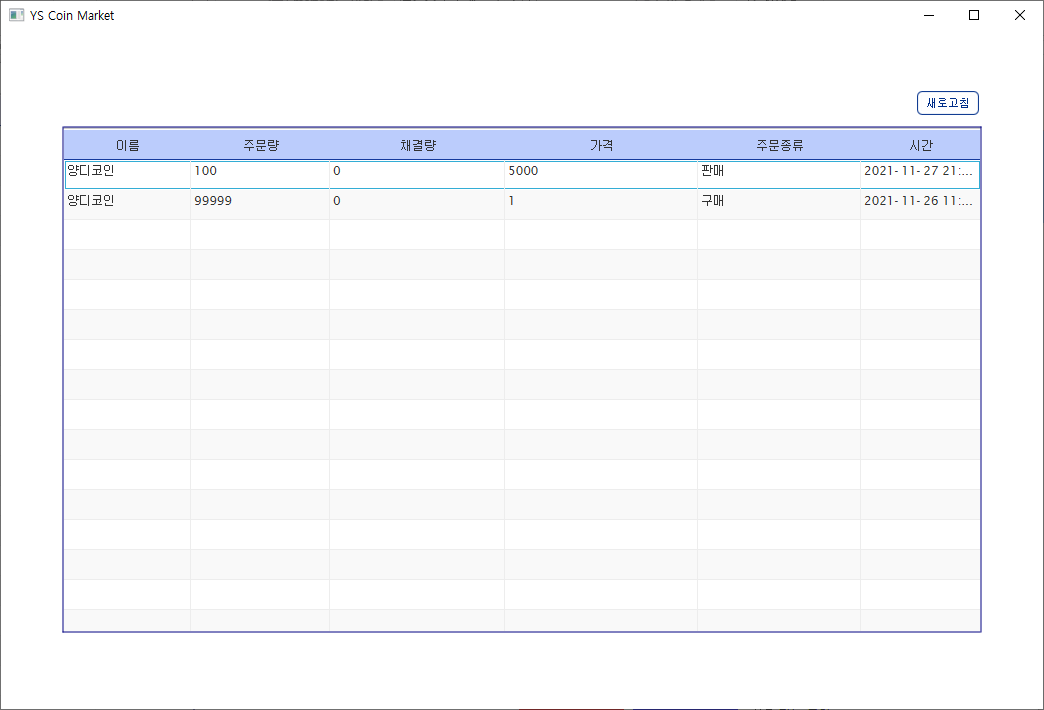 YS Coin Market
새로고침
이름 주문량 채결량 가격 주문종류 시간
양디코인 100 0 5000 판매 2021-11-27 21:...
양디코인 99999 0 1 구매 2021-11-26 11:...